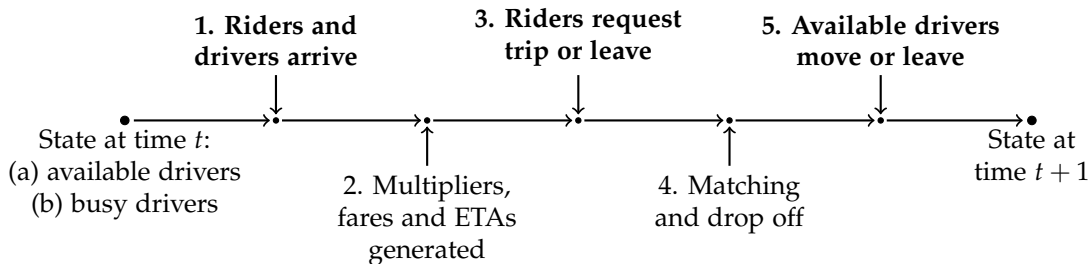 1. Riders and
drivers arrive
3. Riders request
trip or leave
5. Available drivers
move or leave
State at time t:
(a) available drivers
(b) busy drivers
2. Multipliers,
fares and ETAs
generated
4. Matching
and drop off
State at
time t + 1